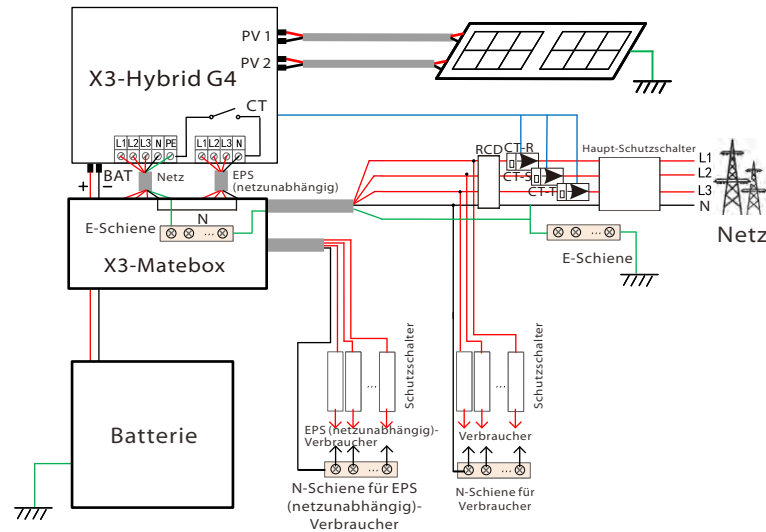 PV 1
PV 2
X3-Hybrid G4
CT
L1 L2 L3 N PE
L1 L2 L3 N
BAT
+
−
Netz
EPS
(netzunabhängig)
RCD
CT-R
CT-S
CT-T
Haupt-Schutzschalter
L1
L2
L3
N
Netz
E-Schiene
N
X3-Matebox
E-Schiene
Batterie
Schutzschalter
...
EPS (netzunabhängig)-
Verbraucher
N-Schiene für EPS
(netzunabhängig)-
Verbraucher
Schutzschalter
...
Verbraucher
N-Schiene für
Verbraucher